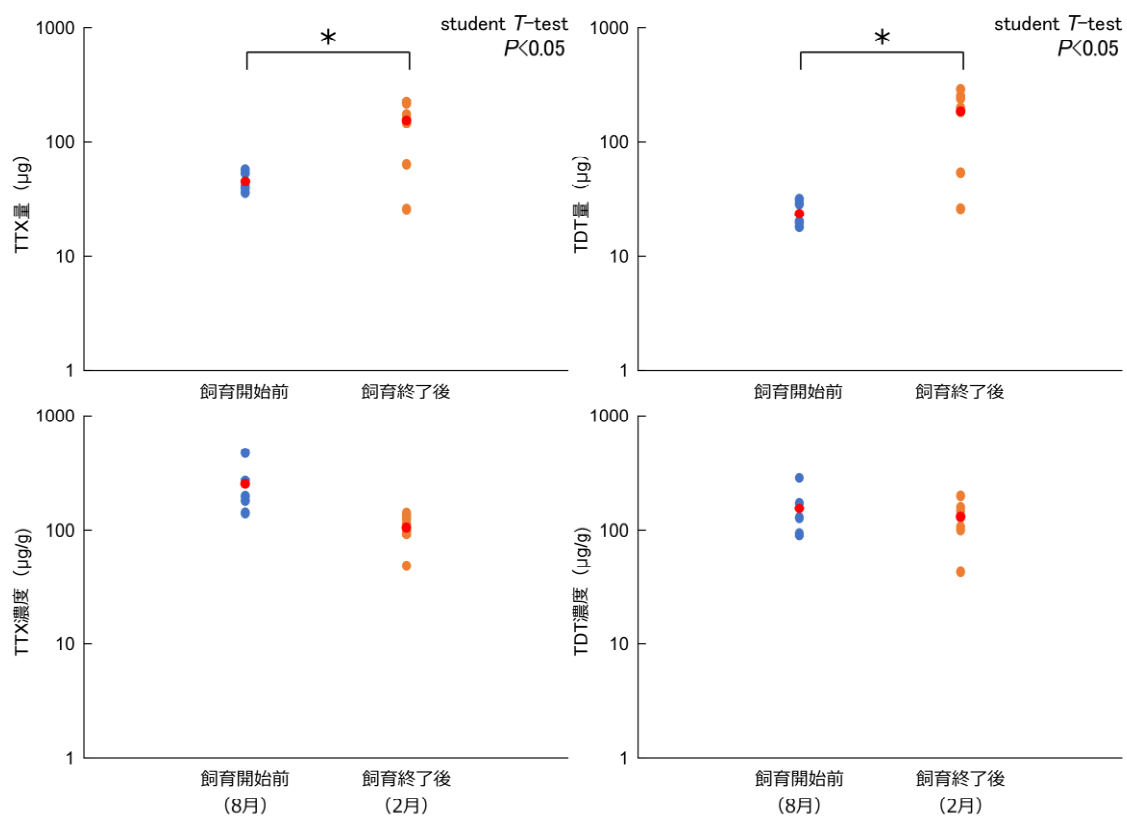 student T-test
P<0.05
*
1000
100
10
1
TTX量（μg）
飼育開始前
飼育終了後
student T-test
P<0.05
*
1000
100
10
1
TDT量（μg）
飼育開始前
飼育終了後
1000
100
10
1
TTX濃度（μg/g）
飼育開始前
（8月）
飼育終了後
（2月）
1000
100
10
1
TDT濃度（μg/g）
飼育開始前
（8月）
飼育終了後
（2月）